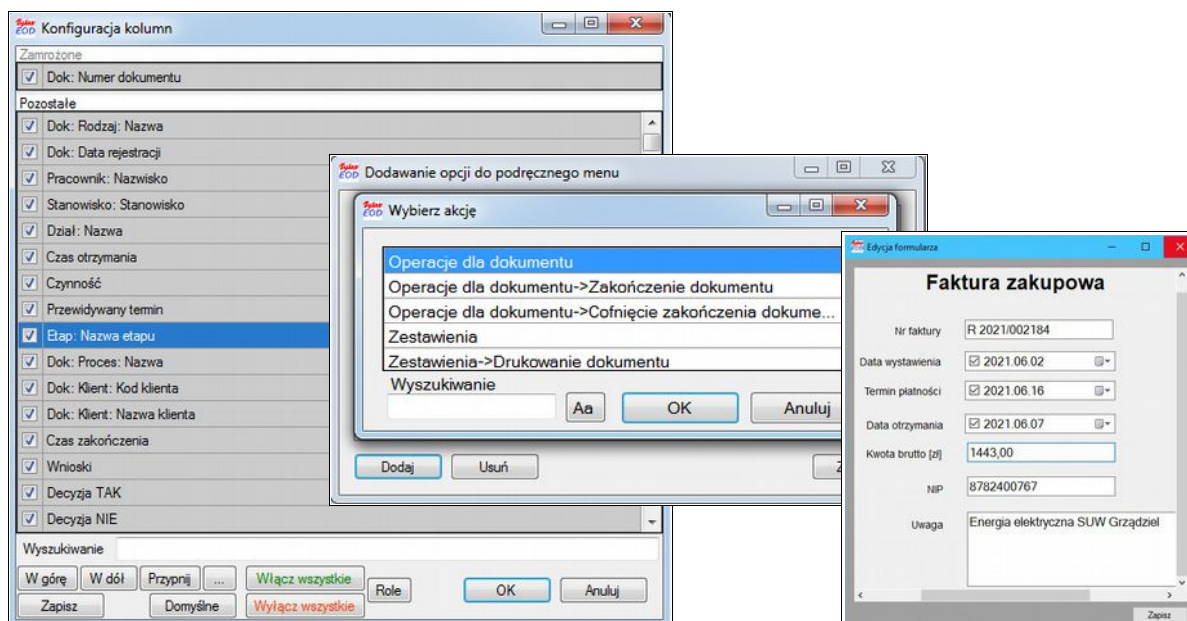 EOD Konfiguracja kolumn
Zamrożone
Dok: Numer dokumentu
Pozostałe
Dok: Rodzaj: Nazwa
Dok: Data rejestracji
Pracownik: Nazwisko
Stanowisko: Stanowisko
Dział: Nazwa
Czas otrzymania
Czynność
Przewidywany termin
Etap: Nazwa etapu
Dok: Proces: Nazwa
Dok: Klient: Kod klienta
Dok: Klient: Nazwa klienta
Czas zakończenia
Wnioski
Decyzja TAK
Decyzja NIE
Wyszukiwanie
W górę W dół Przypnij ... Włącz wszystkie Role OK Anuluj
Zapisz Domyślne Wyłącz wszystkie
EOD Dodawanie opcji do podręcznego menu
EOD Wybierz akcję
Operacje dla dokumentu
Operacje dla dokumentu->Zakończenie dokumentu
Operacje dla dokumentu->Cofnięcie zakończenia dokume...
Zestawienia
Zestawienia->Drukowanie dokumentu
Wyszukiwanie
Aa OK Anuluj
Dodaj Usuń
Edycja formularza
Faktura zakupowa
Nr faktury R 2021/002184
Data wystawienia 2021.06.02
Termin płatności 2021.06.16
Data otrzymania 2021.06.07
Kwota brutto [zł] 1443,00
NIP 8782400767
Uwaga Energia elektryczna SUW Grządziel
Zapisz